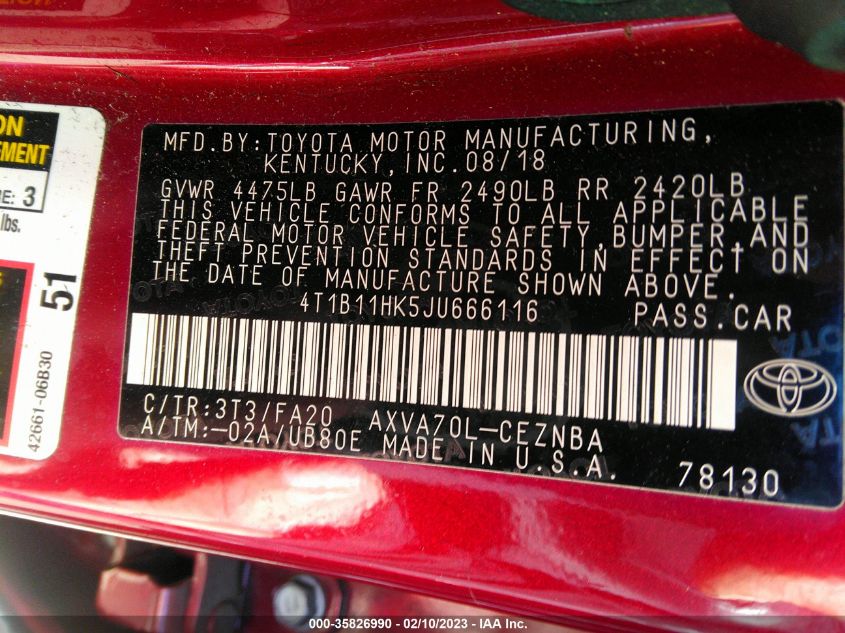 ON
EMENT
E: 3
lbs.
51
42661-06B30
MFD.BY:TOYOTA MOTOR MANUFACTURING,
KENTUCKY,INC.08/18
GVWR 4475LB GAWR FR 2490LB RR 2420LB
THIS VEHICLE CONFORMS TO ALL APPLICABLE
FEDERAL MOTOR VEHICLE SAFETY,BUMPER,AND
THEFT PREVENTION STANDARDS IN EFFECT ON
THE DATE OF MANUFACTURE SHOWN ABOVE.
4T1B11HK5JU666116 PASS.CAR
C/TR:3T3/FA20 AXVA70L-CEZNBA
A/TM:-02A/UB80E MADE IN U.S.A.
78130
000-35826990 - 02/10/2023 - IAA Inc.